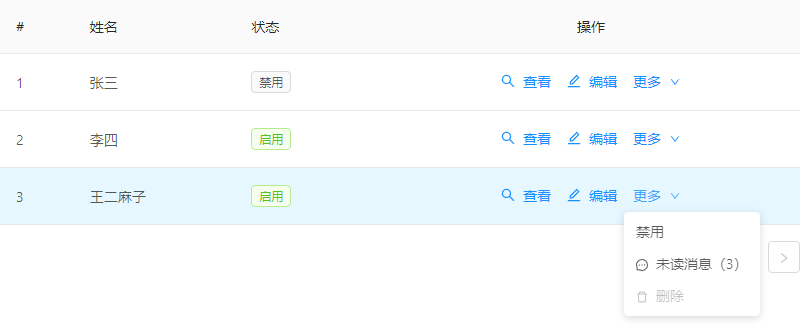 # 姓名 状态 操作
1 张三 禁用 查看 编辑 更多
2 李四 启用 查看 编辑 更多
3 王二麻子 启用 查看 编辑 更多
禁用
未读消息（3）
删除